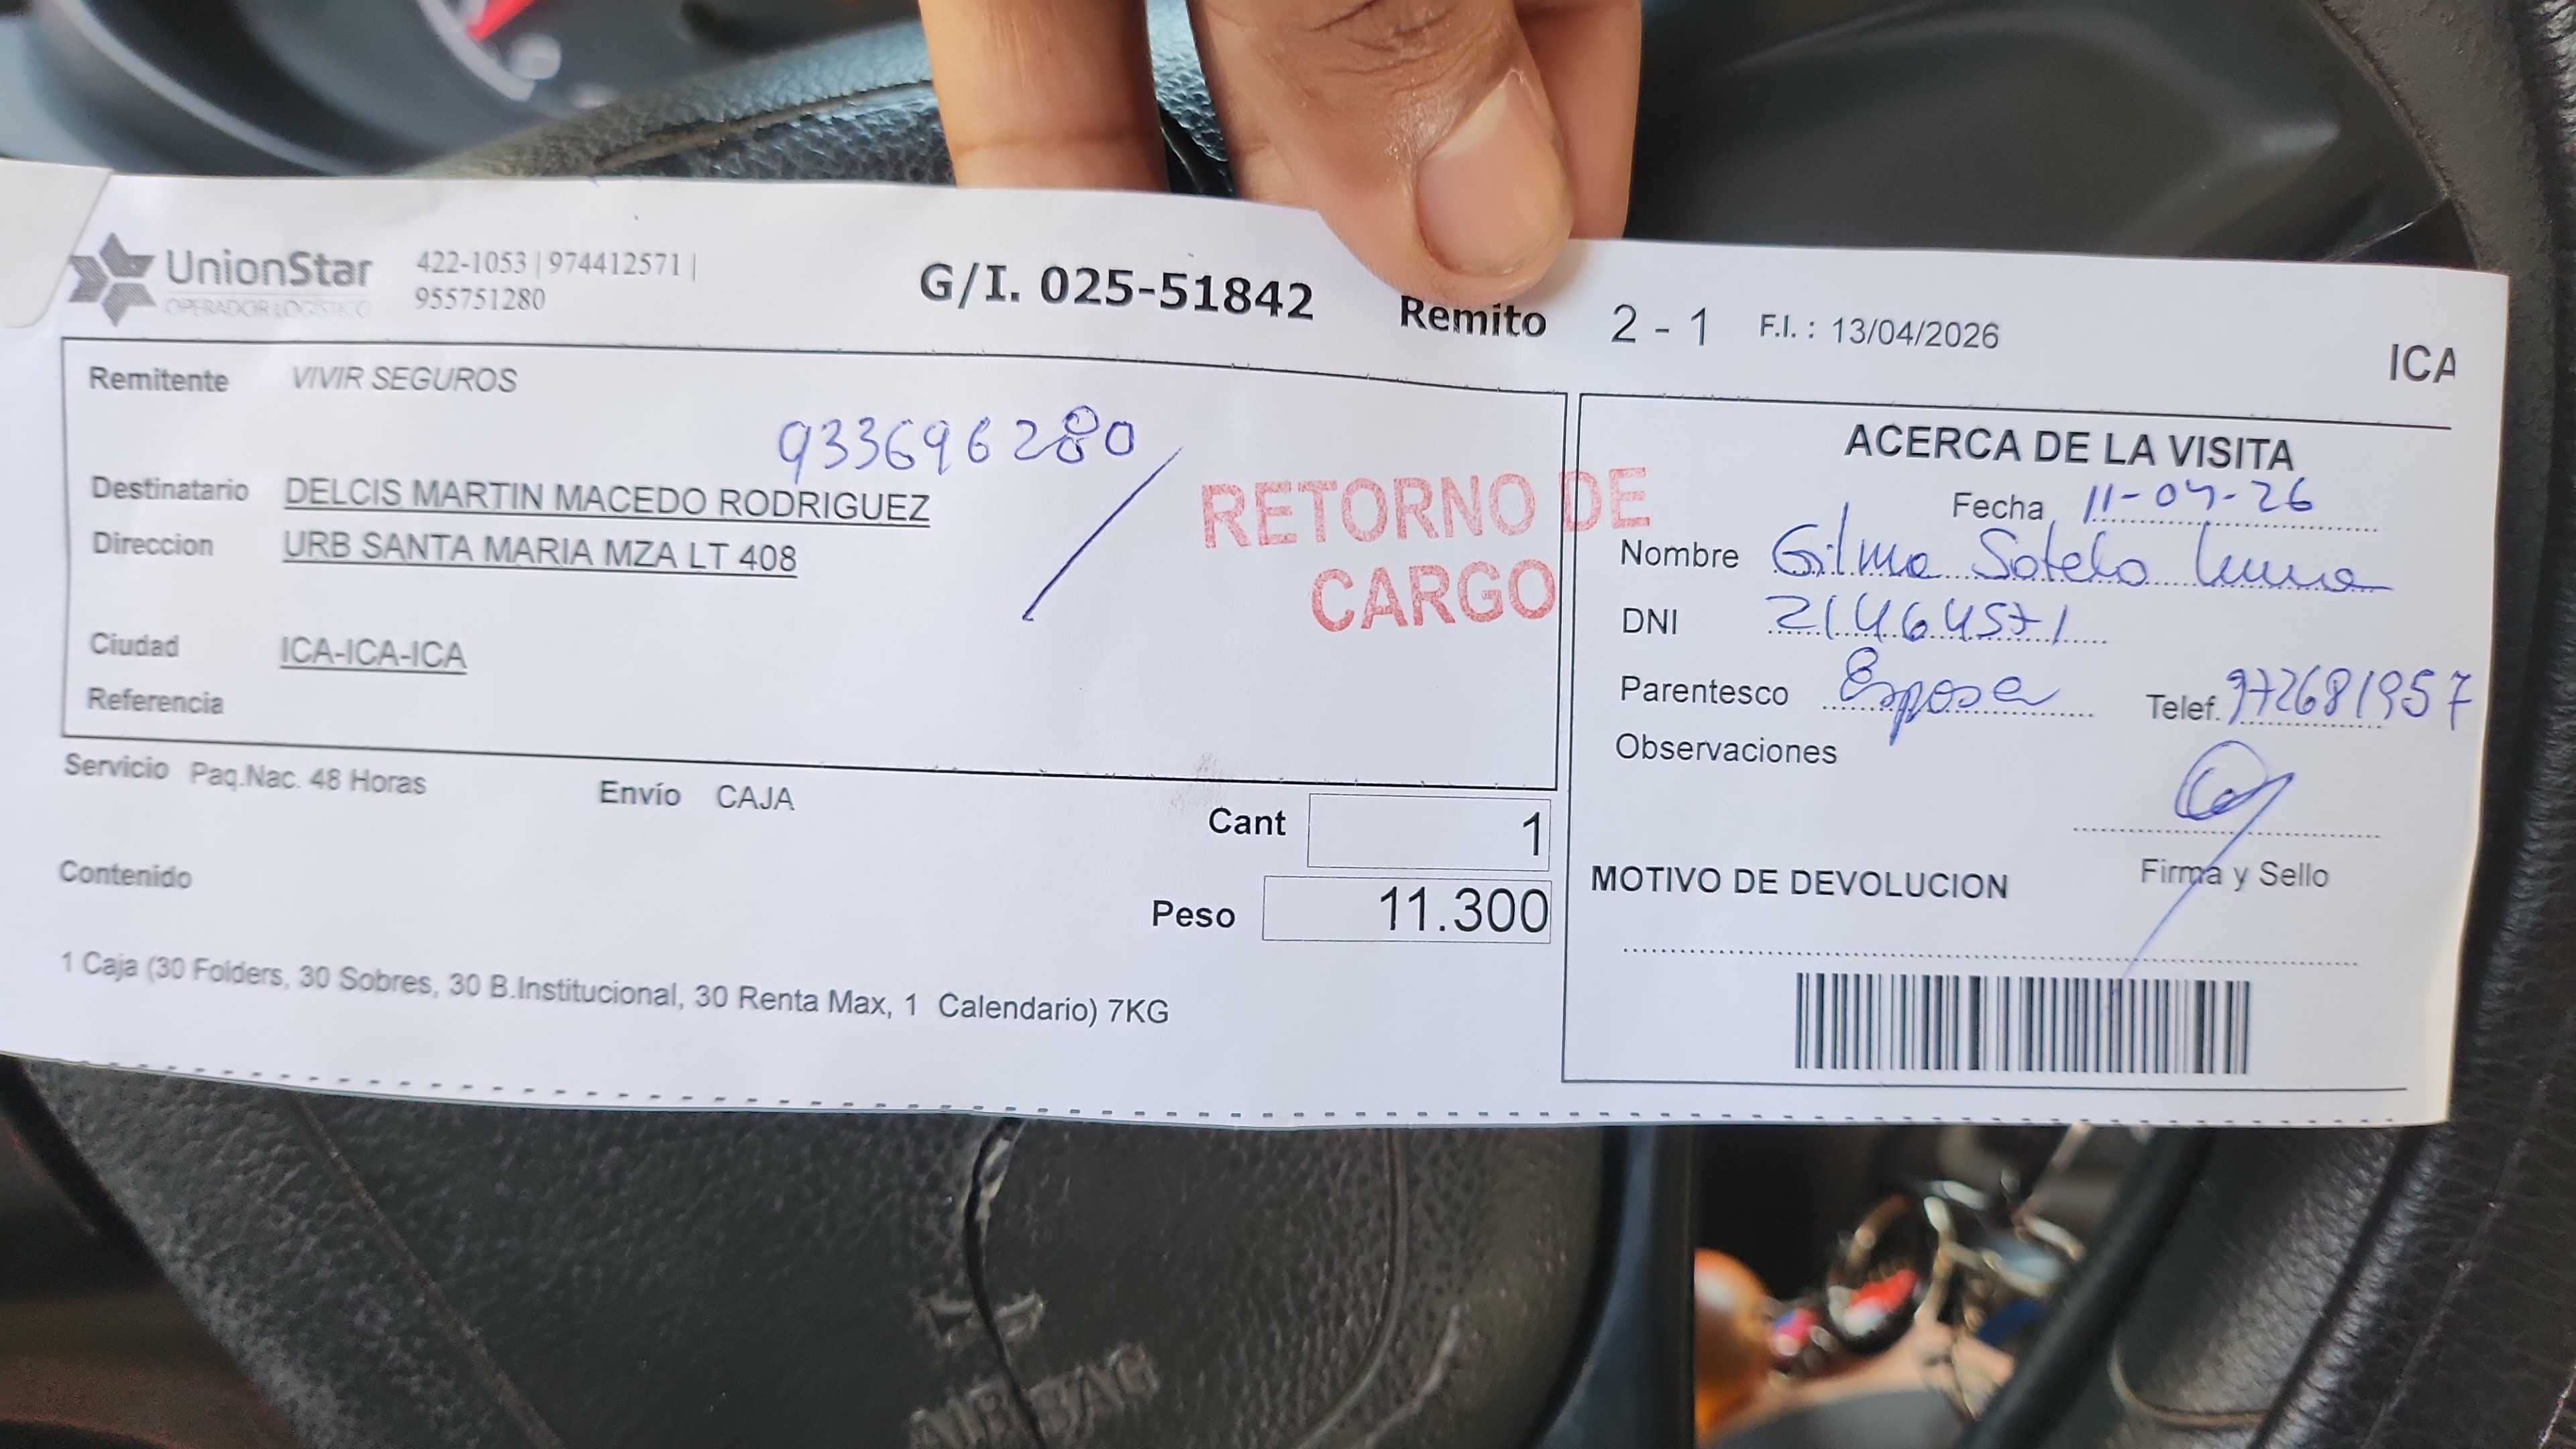 UnionStar
OPERADOR LOGÍSTICO
422-1053 | 974412571 |
955751280
G/I. 025-51842
Remito 2 - 1 F.I. : 13/04/2026
ICA
Remitente VIVIR SEGUROS
933696280
Destinatario DELCIS MARTIN MACEDO RODRIGUEZ
Direccion URB SANTA MARIA MZA LT 408
Ciudad ICA-ICA-ICA
Referencia
RETORNO DE
CARGO
Servicio Paq.Nac. 48 Horas Envío CAJA
Cant 1
Contenido
Peso 11.300
1 Caja (30 Folders, 30 Sobres, 30 B.Institucional, 30 Renta Max, 1 Calendario) 7KG
ACERCA DE LA VISITA
Fecha 11-04-26
Nombre Gilma Sotelo
DNI 21464571
Parentesco Esposa Telef. 972681957
Observaciones
Firma y Sello
MOTIVO DE DEVOLUCION
AIRBAG